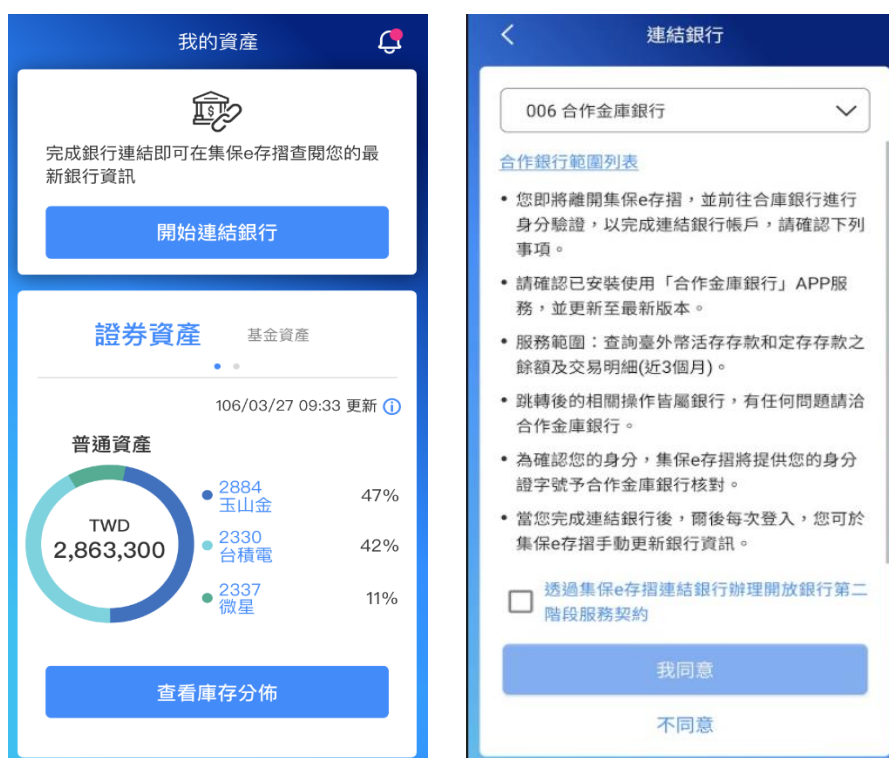 我的資產
完成銀行連結即可在集保e存摺查閱您的最
新銀行資訊
開始連結銀行
證券資產
基金資產
106/03/27 09:33 更新
普通資產
TWD
2,863,300
2884
玉山金
47%
2330
台積電
42%
2337
微星
11%
查看庫存分佈
連結銀行
006 合作金庫銀行
合作銀行範圍列表
• 您即將離開集保e存摺，並前往合庫銀行進行
身分驗證，以完成連結銀行帳戶，請確認下列
事項。
• 請確認已安裝使用「合作金庫銀行」APP服
務，並更新至最新版本。
• 服務範圍：查詢臺外幣活存存款和定存存款之
餘額及交易明細(近3個月)。
• 跳轉後的相關操作皆屬銀行，有任何問題請洽
合作金庫銀行。
• 為確認您的身分，集保e存摺將提供您的身分
證字號予合作金庫銀行核對。
• 當您完成連結銀行後，爾後每次登入，您可於
集保e存摺手動更新銀行資訊。
透過集保e存摺連結銀行辦理開放銀行第二
階段服務契約
我同意
不同意